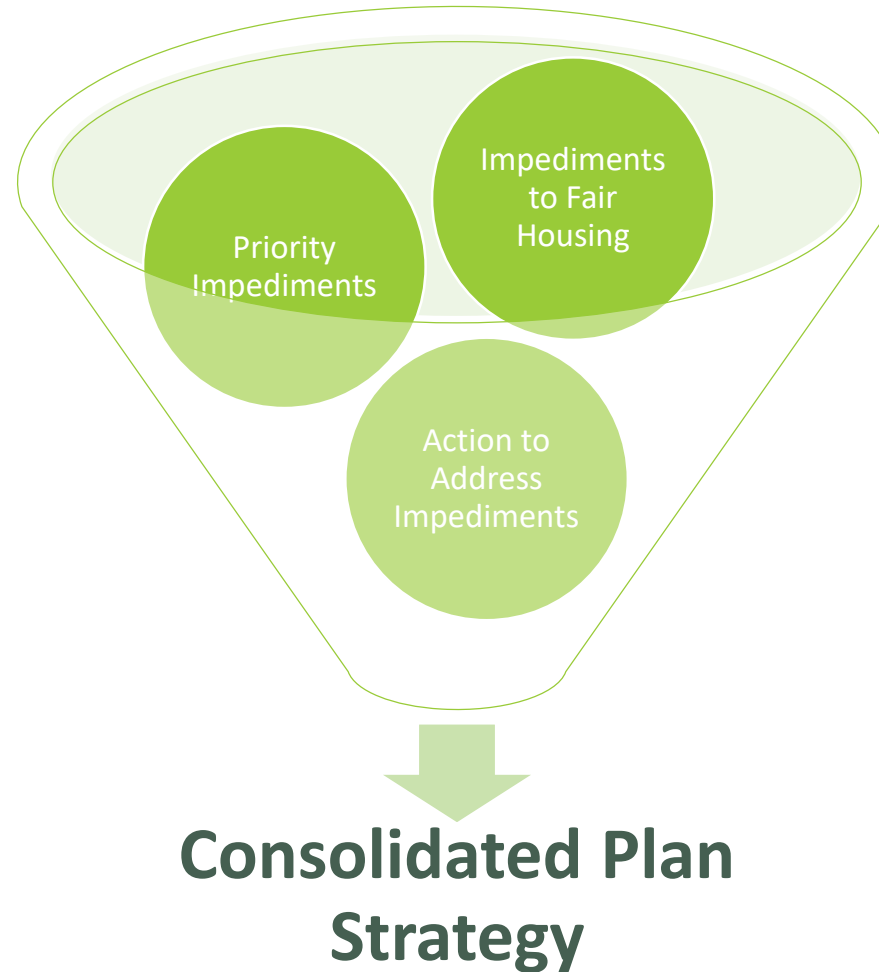 Impediments
to Fair
Housing
Priority
Impediments
Action to
Address
Impediments
Consolidated Plan
Strategy